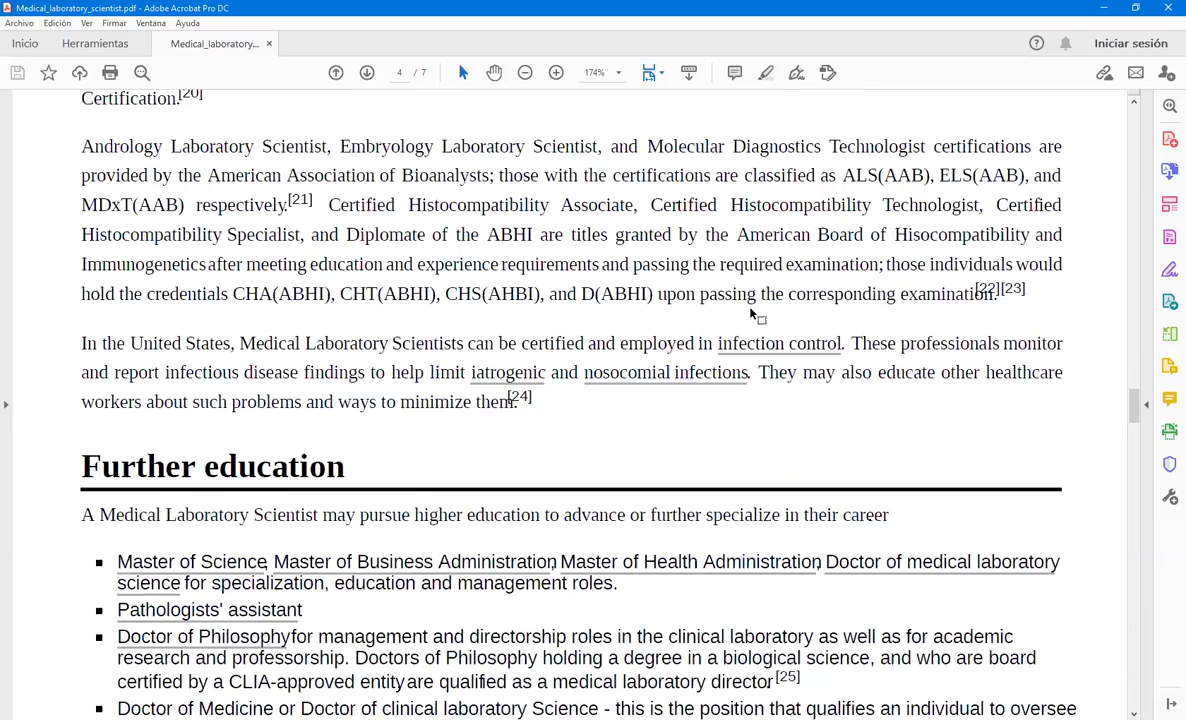 Medical_laboratory_scientist.pdf - Adobe Acrobat Pro DC
Archivo Edición Ver Firmar Ventana Ayuda
Inicio Herramientas Medical_laboratory... × Iniciar sesión
4 / 7 174%
Certification.[20]
Andrology Laboratory Scientist, Embryology Laboratory Scientist, and Molecular Diagnostics Technologist certifications are
provided by the American Association of Bioanalysts; those with the certifications are classified as ALS(AAB), ELS(AAB), and
MDxT(AAB) respectively.[21] Certified Histocompatibility Associate, Certified Histocompatibility Technologist, Certified
Histocompatibility Specialist, and Diplomate of the ABHI are titles granted by the American Board of Hisocompatibility and
Immunogenetics after meeting education and experience requirements and passing the required examination; those individuals would
hold the credentials CHA(ABHI), CHT(ABHI), CHS(AHBI), and D(ABHI) upon passing the corresponding examination.[22][23]
In the United States, Medical Laboratory Scientists can be certified and employed in infection control. These professionals monitor
and report infectious disease findings to help limit iatrogenic and nosocomial infections. They may also educate other healthcare
workers about such problems and ways to minimize them.[24]
Further education
A Medical Laboratory Scientist may pursue higher education to advance or further specialize in their career
▪ Master of Science, Master of Business Administration, Master of Health Administration, Doctor of medical laboratory
science for specialization, education and management roles.
▪ Pathologists' assistant
▪ Doctor of Philosophy for management and directorship roles in the clinical laboratory as well as for academic
research and professorship. Doctors of Philosophy holding a degree in a biological science, and who are board
certified by a CLIA-approved entity are qualified as a medical laboratory director.[25]
▪ Doctor of Medicine or Doctor of clinical laboratory Science - this is the position that qualifies an individual to oversee